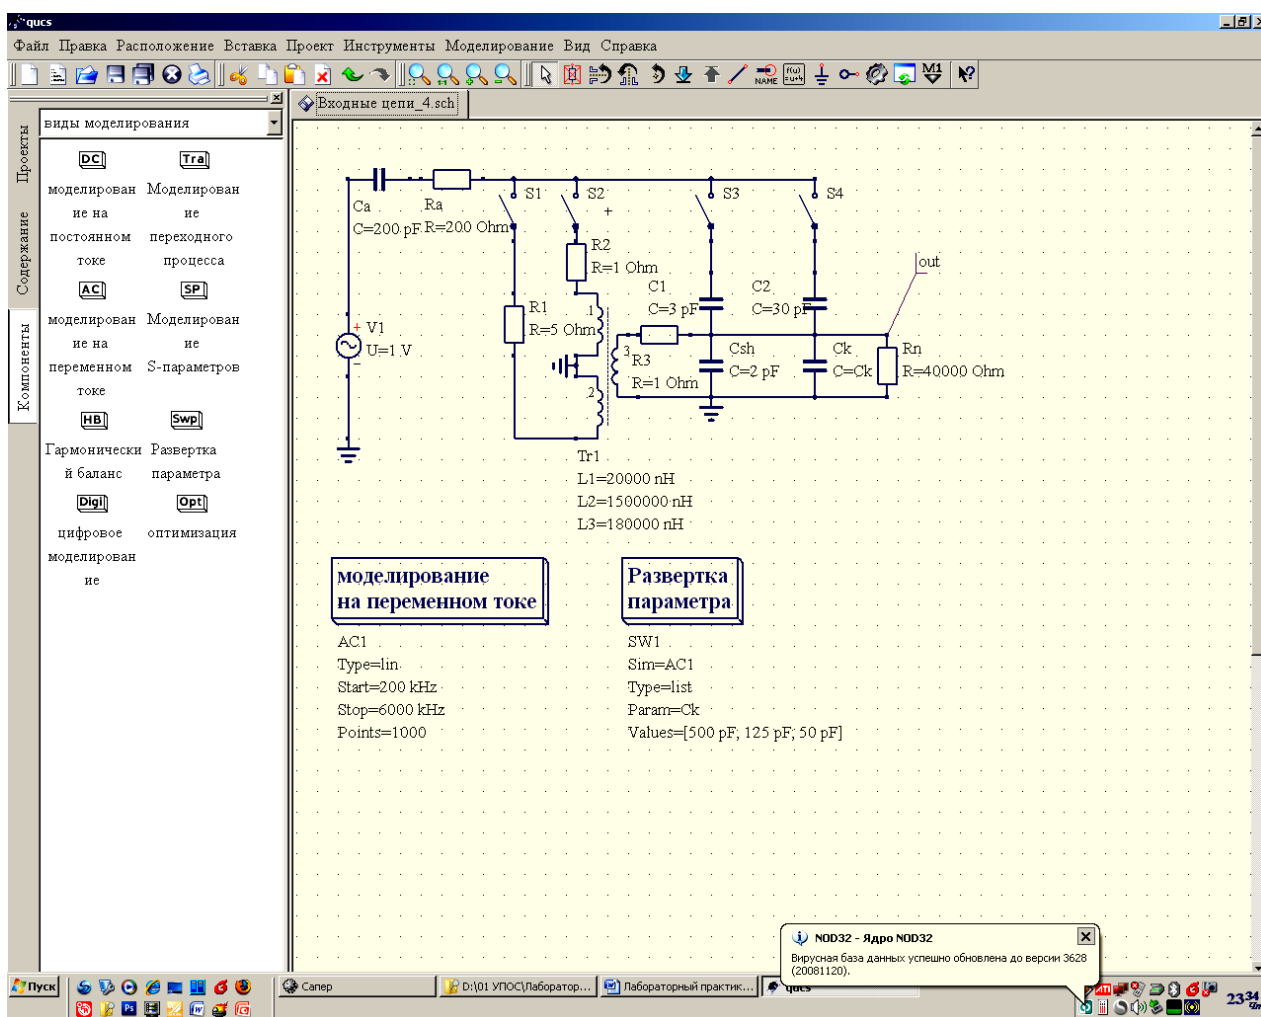 qucs
Файл Правка Расположение Вставка Проект Инструменты Моделирование Вид Справка
NAME
M1
Проекты
Содержание
Компоненты
виды моделирования
DC
моделирован
ие на
постоянном
токе
Tra
Моделирован
ие
переходного
процесса
AC
моделирован
ие на
переменном
токе
SP
Моделирован
ие
S-параметров
HB
Гармонически
й баланс
Swp
Развертка
параметра
Digi
цифровое
моделирован
ие
Opt
оптимизация
Входные цепи_4.sch
Ca
C=200 pF
Ra
R=200 Ohm
S1
S2
S3
S4
R2
R=1 Ohm
out
C1
C=3 pF
C2
C=30 pF
R1
R=5 Ohm
V1
U=1 V
1
2
3
R3
R=1 Ohm
Csh
C=2 pF
Ck
C=Ck
Rn
R=40000 Ohm
Tr1
L1=20000 nH
L2=1500000 nH
L3=180000 nH
моделирование
на переменном токе
AC1
Type=lin
Start=200 kHz
Stop=6000 kHz
Points=1000
Развертка
параметра
SW1
Sim=AC1
Type=list
Param=Ck
Values=[500 pF; 125 pF; 50 pF]
NOD32 - Ядро NOD32
Вирусная база данных успешно обновлена до версии 3628
(20081120).
Пуск
Сапер
D:\01 УПОС\Лаборатор...
Лабораторный практик...
qucs
23 34
Чт